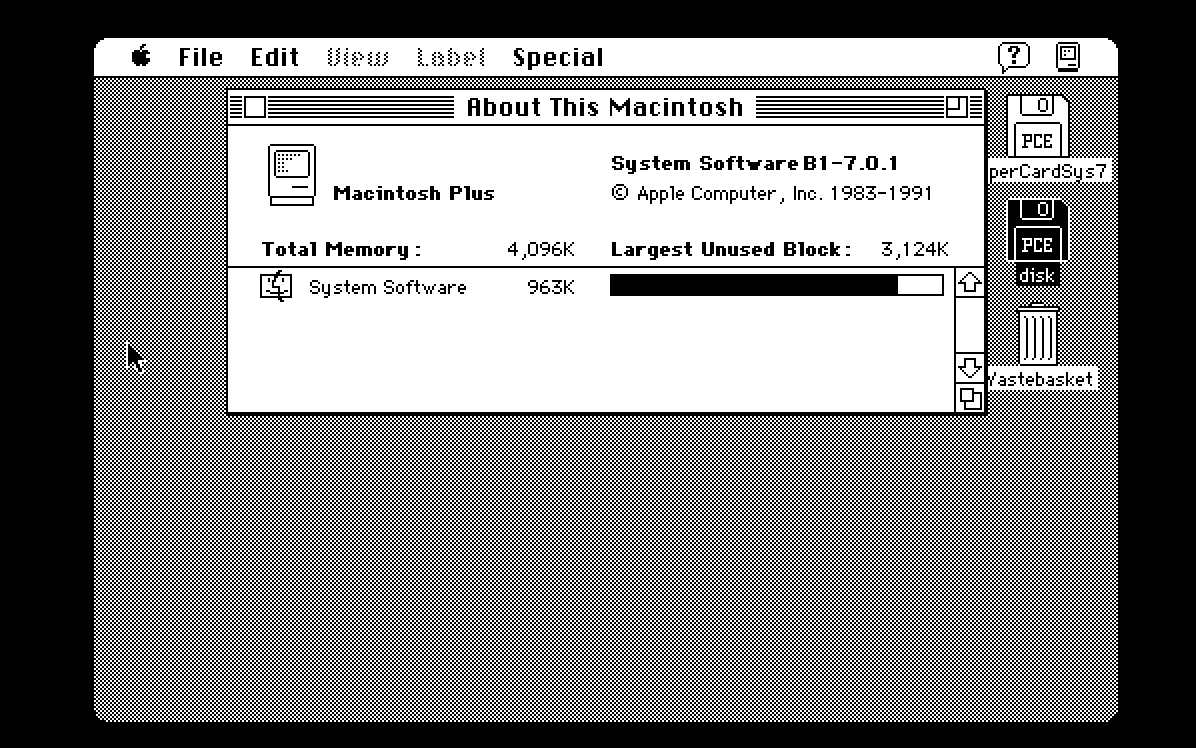 File Edit View Label Special
About This Macintosh
System Software B1-7.0.1
Macintosh Plus
© Apple Computer, Inc. 1983-1991
Total Memory: 4,096K Largest Unused Block: 3,124K
System Software 963K
PCE
perCardSys7
PCE
disk
astebasket